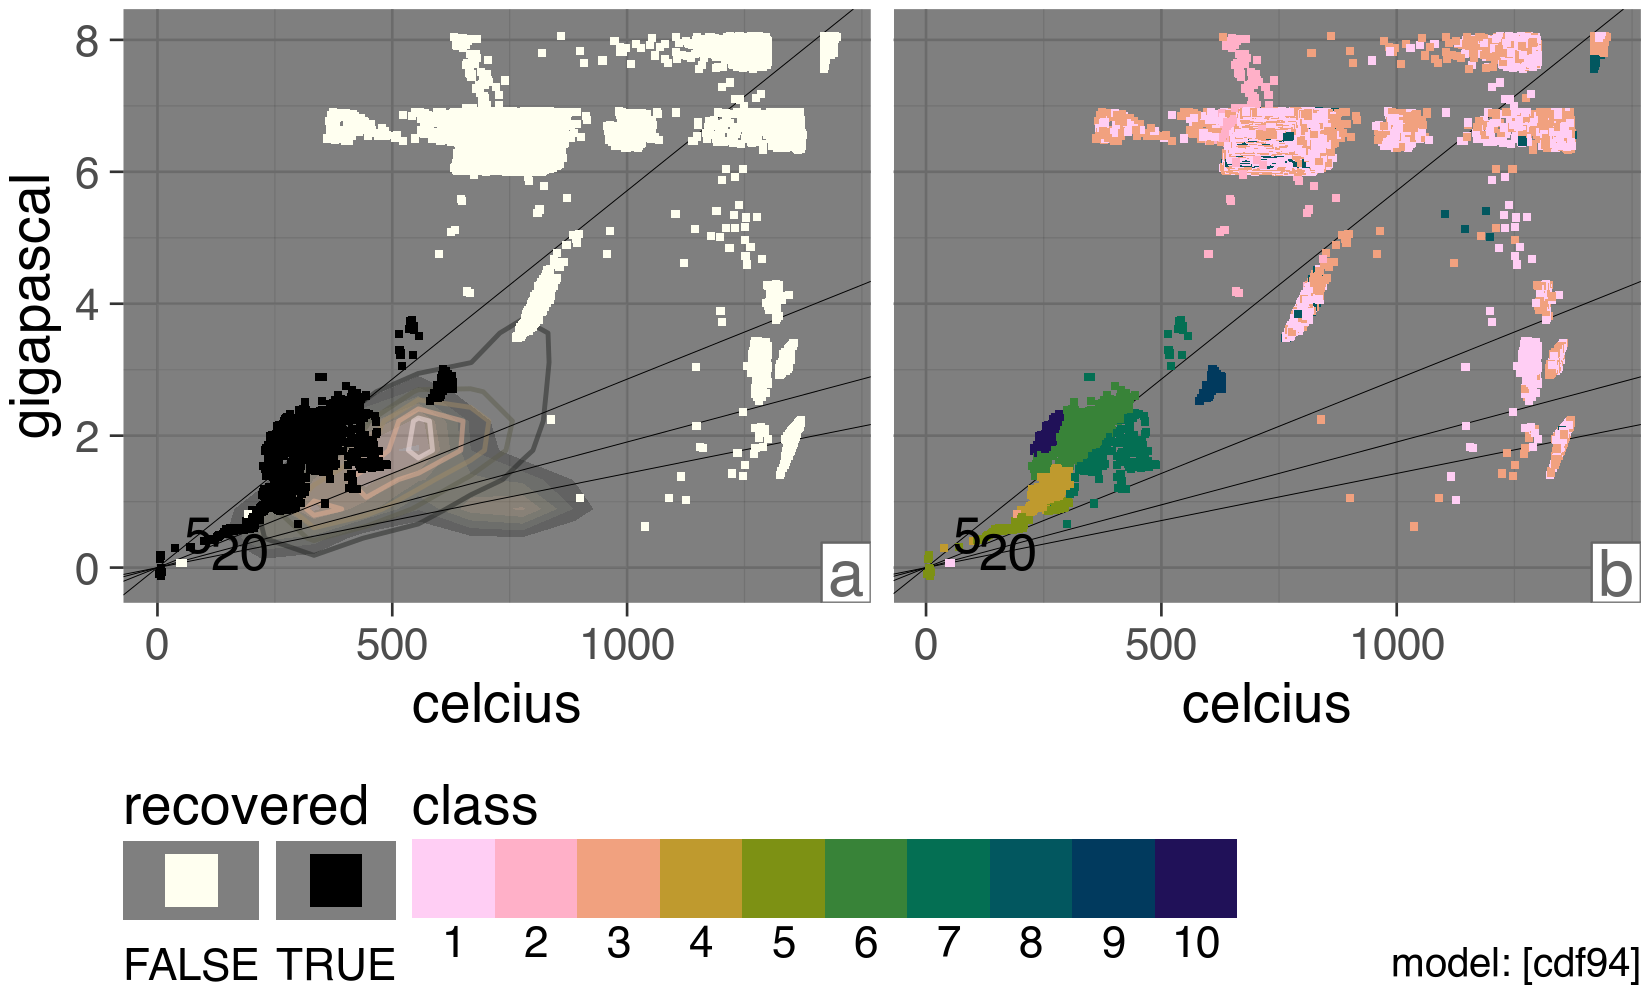 gigapascal
8
6
4
2
0
5
20
a
5
20
b
0 500 1000
0 500 1000
celcius
celcius
recovered
FALSE TRUE
class
1 2 3 4 5 6 7 8 9 10
model: [cdf94]